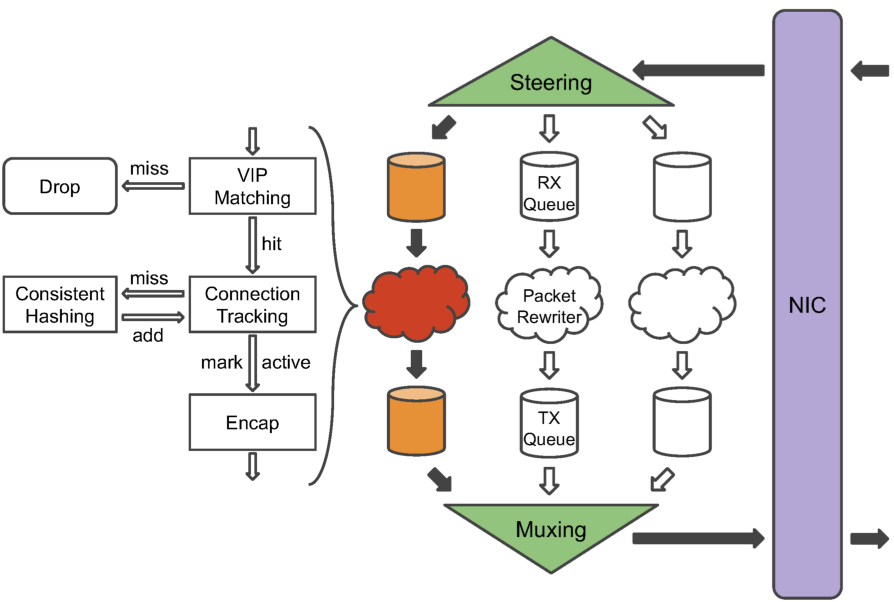 Steering
Drop
miss
VIP
Matching
RX
Queue
hit
Consistent
Hashing
miss
add
Connection
Tracking
Packet
Rewriter
NIC
mark
active
Encap
TX
Queue
Muxing